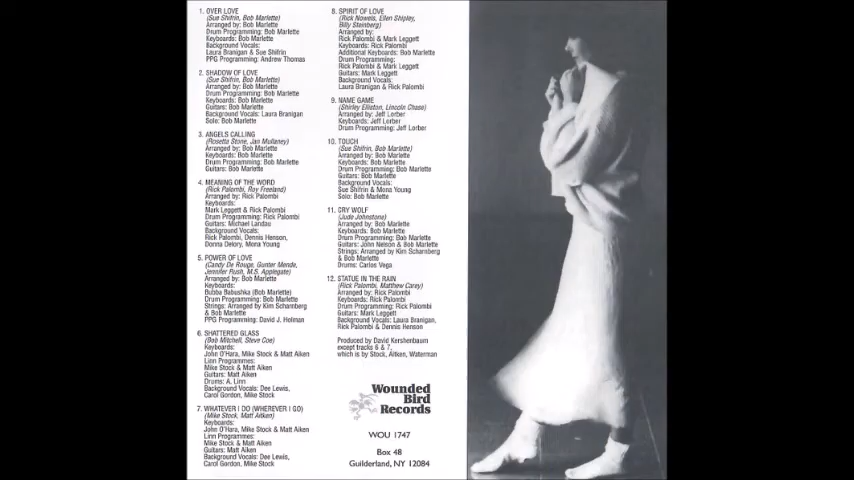 1. OVER LOVE
(Sue Shifrin, Bob Marlette)
Arranged by: Bob Marlette
Drum Programming: Bob Marlette
Keyboards: Bob Marlette
Background Vocals:
Laura Branigan & Sue Shifrin
PPG Programming: Andrew Thomas
2. SHADOW OF LOVE
(Sue Shifrin, Bob Marlette)
Arranged by: Bob Marlette
Drum Programming: Bob Marlette
Keyboards: Bob Marlette
Guitars: Bob Marlette
Background Vocals: Laura Branigan
Solo: Bob Marlette
3. ANGELS CALLING
(Rosetta Stone, Jan Mullaney)
Arranged by: Bob Marlette
Keyboards: Bob Marlette
Drum Programming: Bob Marlette
Guitars: Bob Marlette
4. MEANING OF THE WORD
(Rick Palombi, Roy Freeland)
Arranged by: Rick Palombi
Keyboards:
Mark Leggett & Rick Palombi
Drum Programming: Rick Palombi
Guitars: Michael Landau
Background Vocals:
Rick Palombi, Dennis Henson,
Donna Delory, Mona Young
5. POWER OF LOVE
(Candy De Rouge, Gunter Mende,
Jennifer Rush, M.S. Applegate)
Arranged by: Bob Marlette
Keyboards:
Bubba Babushka (Bob Marlette)
Drum Programming: Bob Marlette
Strings: Arranged by Kim Scharnberg
& Bob Marlette
PPG Programming: David J. Holman
6. SHATTERED GLASS
(Bob Mitchell, Steve Coe)
Keyboards:
John O'Hara, Mike Stock & Matt Aiken
Linn Programmes:
Mike Stock & Matt Aiken
Guitars: Matt Aiken
Drums: A. Linn
Background Vocals: Dee Lewis,
Carol Gordon, Mike Stock
7. WHATEVER I DO (WHEREVER I GO)
(Mike Stock, Matt Aitken)
Keyboards:
John O'Hara, Mike Stock & Matt Aiken
Linn Programmes:
Mike Stock & Matt Aiken
Guitars: Matt Aiken
Background Vocals: Dee Lewis,
Carol Gordon, Mike Stock
8. SPIRIT OF LOVE
(Rick Nowels, Ellen Shipley,
Billy Steinberg)
Arranged by:
Rick Palombi & Mark Leggett
Keyboards: Rick Palombi
Additional Keyboards: Bob Marlette
Drum Programming:
Rick Palombi & Mark Leggett
Guitars: Mark Leggett
Background Vocals:
Laura Branigan & Rick Palombi
9. NAME GAME
(Shirley Elliston, Lincoln Chase)
Arranged by: Jeff Lorber
Keyboards: Jeff Lorber
Drum Programming: Jeff Lorber
10. TOUCH
(Sue Shifrin, Bob Marlette)
Arranged by: Bob Marlette
Keyboards: Bob Marlette
Drum Programming: Bob Marlette
Guitars: Bob Marlette
Background Vocals:
Sue Shifrin & Mona Young
Solo: Bob Marlette
11. CRY WOLF
(Jude Johnstone)
Arranged by: Bob Marlette
Keyboards: Bob Marlette
Drum Programming: Bob Marlette
Guitars: John Nelson & Bob Marlette
Strings: Arranged by Kim Scharnberg
& Bob Marlette
Drums: Carlos Vega
12. STATUE IN THE RAIN
(Rick Palombi, Matthew Carey)
Arranged by: Rick Palombi
Keyboards: Rick Palombi
Drum Programming: Rick Palombi
Guitars: Mark Leggett
Background Vocals: Laura Branigan,
Rick Palombi & Dennis Henson
Produced by David Kershenbaum
except tracks 6 & 7,
which is by Stock, Aitken, Waterman
Wounded
Bird
Records
WOU 1747
Box 48
Guilderland, NY 12084